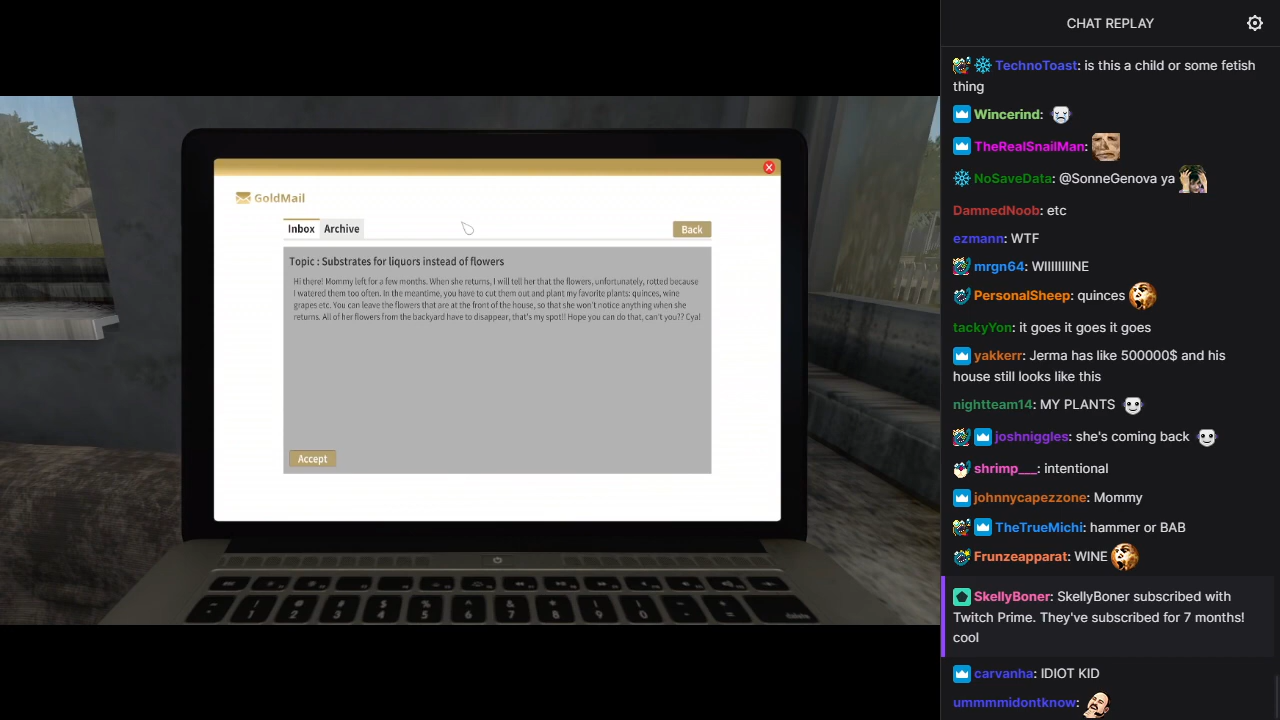 CHAT REPLAY
TechnoToast: is this a child or some fetish
thing
Wincerind:
TheRealSnailMan:
NoSaveData: @SonneGenova ya
DamnedNoob: etc
ezmann: WTF
mrgn64: WIIIIIIIINE
PersonalSheep: quinces
tackyYon: it goes it goes it goes
yakkerr: Jerma has like 500000$ and his
house still looks like this
nightteam14: MY PLANTS
joshniggles: she's coming back
shrimp___: intentional
johnnycapezzone: Mommy
TheTrueMichi: hammer or BAB
Frunzeapparat: WINE
SkellyBoner: SkellyBoner subscribed with
Twitch Prime. They've subscribed for 7 months!
cool
carvanha: IDIOT KID
ummmmidontknow:
GoldMail
Inbox Archive
Back
Topic : Substrates for liquors instead of flowers
Hi there! Mommy left for a few months. When she returns, I will tell her that the flowers, unfortunately, rotted because
I watered them too often. In the meantime, you have to cut them out and plant my favorite plants: quinces, wine
grapes etc. You can leave the flowers that are at the front of the house, so that she won't notice anything when she
returns. All of her flowers from the backyard have to disappear, that's my spot!! Hope you can do that, can't you?? Cya!
Accept
delete